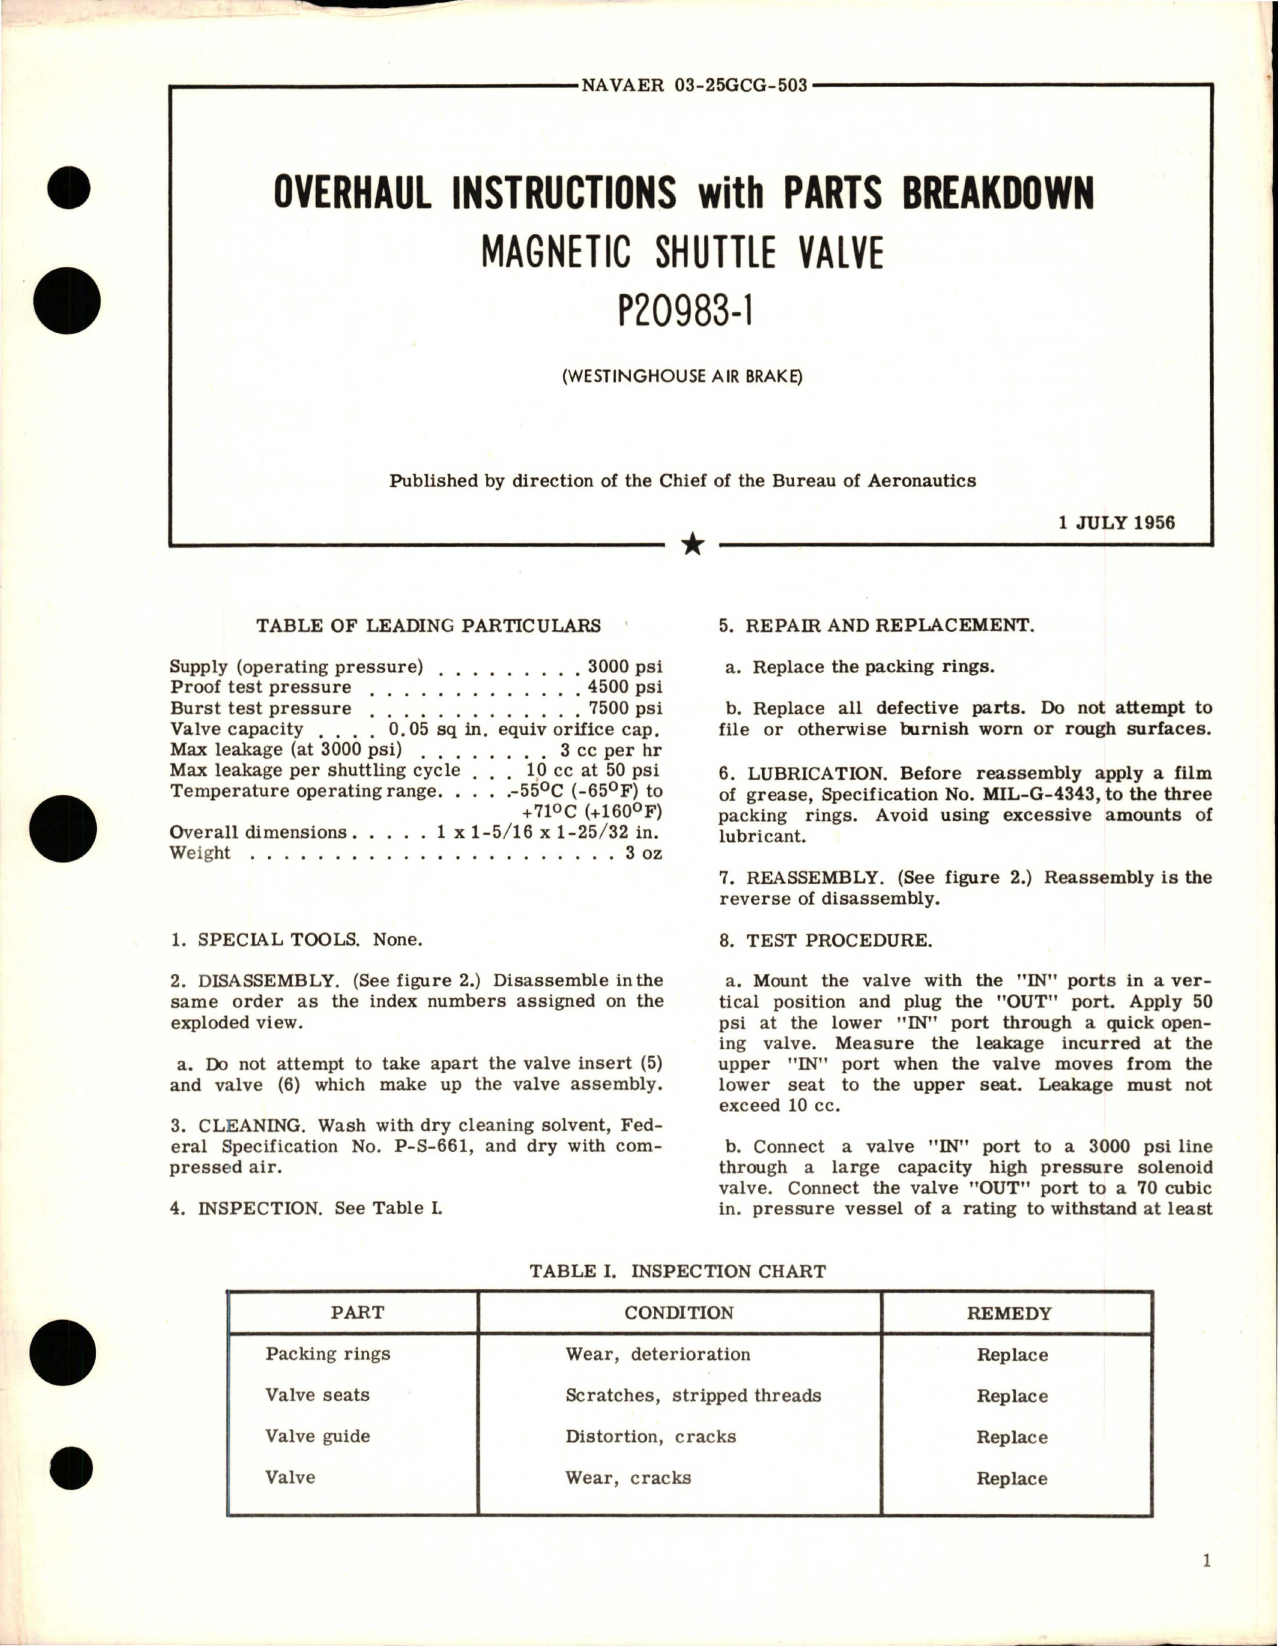 NAVAER 03-25GCG-503
OVERHAUL INSTRUCTIONS with PARTS BREAKDOWN
MAGNETIC SHUTTLE VALVE
P20983-1
(WESTINGHOUSE AIR BRAKE)
Published by direction of the Chief of the Bureau of Aeronautics
1 JULY 1956
TABLE OF LEADING PARTICULARS
Supply (operating pressure) . . . . . . . . . 3000 psi
Proof test pressure . . . . . . . . . . . . . 4500 psi
Burst test pressure . . . . . . . . . . . . . 7500 psi
Valve capacity . . . . 0.05 sq in. equiv orifice cap.
Max leakage (at 3000 psi) . . . . . . . . 3 cc per hr
Max leakage per shuttling cycle . . . 10 cc at 50 psi
Temperature operating range. . . . .-55°C (-65°F) to
+71°C (+160°F)
Overall dimensions . . . . . 1 x 1-5/16 x 1-25/32 in.
Weight . . . . . . . . . . . . . . . . . . . . . 3 oz
1. SPECIAL TOOLS. None.
2. DISASSEMBLY. (See figure 2.) Disassemble in the
same order as the index numbers assigned on the
exploded view.
a. Do not attempt to take apart the valve insert (5)
and valve (6) which make up the valve assembly.
3. CLEANING. Wash with dry cleaning solvent, Fed-
eral Specification No. P-S-661, and dry with com-
pressed air.
4. INSPECTION. See Table I.
5. REPAIR AND REPLACEMENT.
a. Replace the packing rings.
b. Replace all defective parts. Do not attempt to
file or otherwise burnish worn or rough surfaces.
6. LUBRICATION. Before reassembly apply a film
of grease, Specification No. MIL-G-4343, to the three
packing rings. Avoid using excessive amounts of
lubricant.
7. REASSEMBLY. (See figure 2.) Reassembly is the
reverse of disassembly.
8. TEST PROCEDURE.
a. Mount the valve with the "IN" ports in a ver-
tical position and plug the "OUT" port. Apply 50
psi at the lower "IN" port through a quick open-
ing valve. Measure the leakage incurred at the
upper "IN" port when the valve moves from the
lower seat to the upper seat. Leakage must not
exceed 10 cc.
b. Connect a valve "IN" port to a 3000 psi line
through a large capacity high pressure solenoid
valve. Connect the valve "OUT" port to a 70 cubic
in. pressure vessel of a rating to withstand at least
TABLE I. INSPECTION CHART
PART CONDITION REMEDY
Packing rings Wear, deterioration Replace
Valve seats Scratches, stripped threads Replace
Valve guide Distortion, cracks Replace
Valve Wear, cracks Replace
1